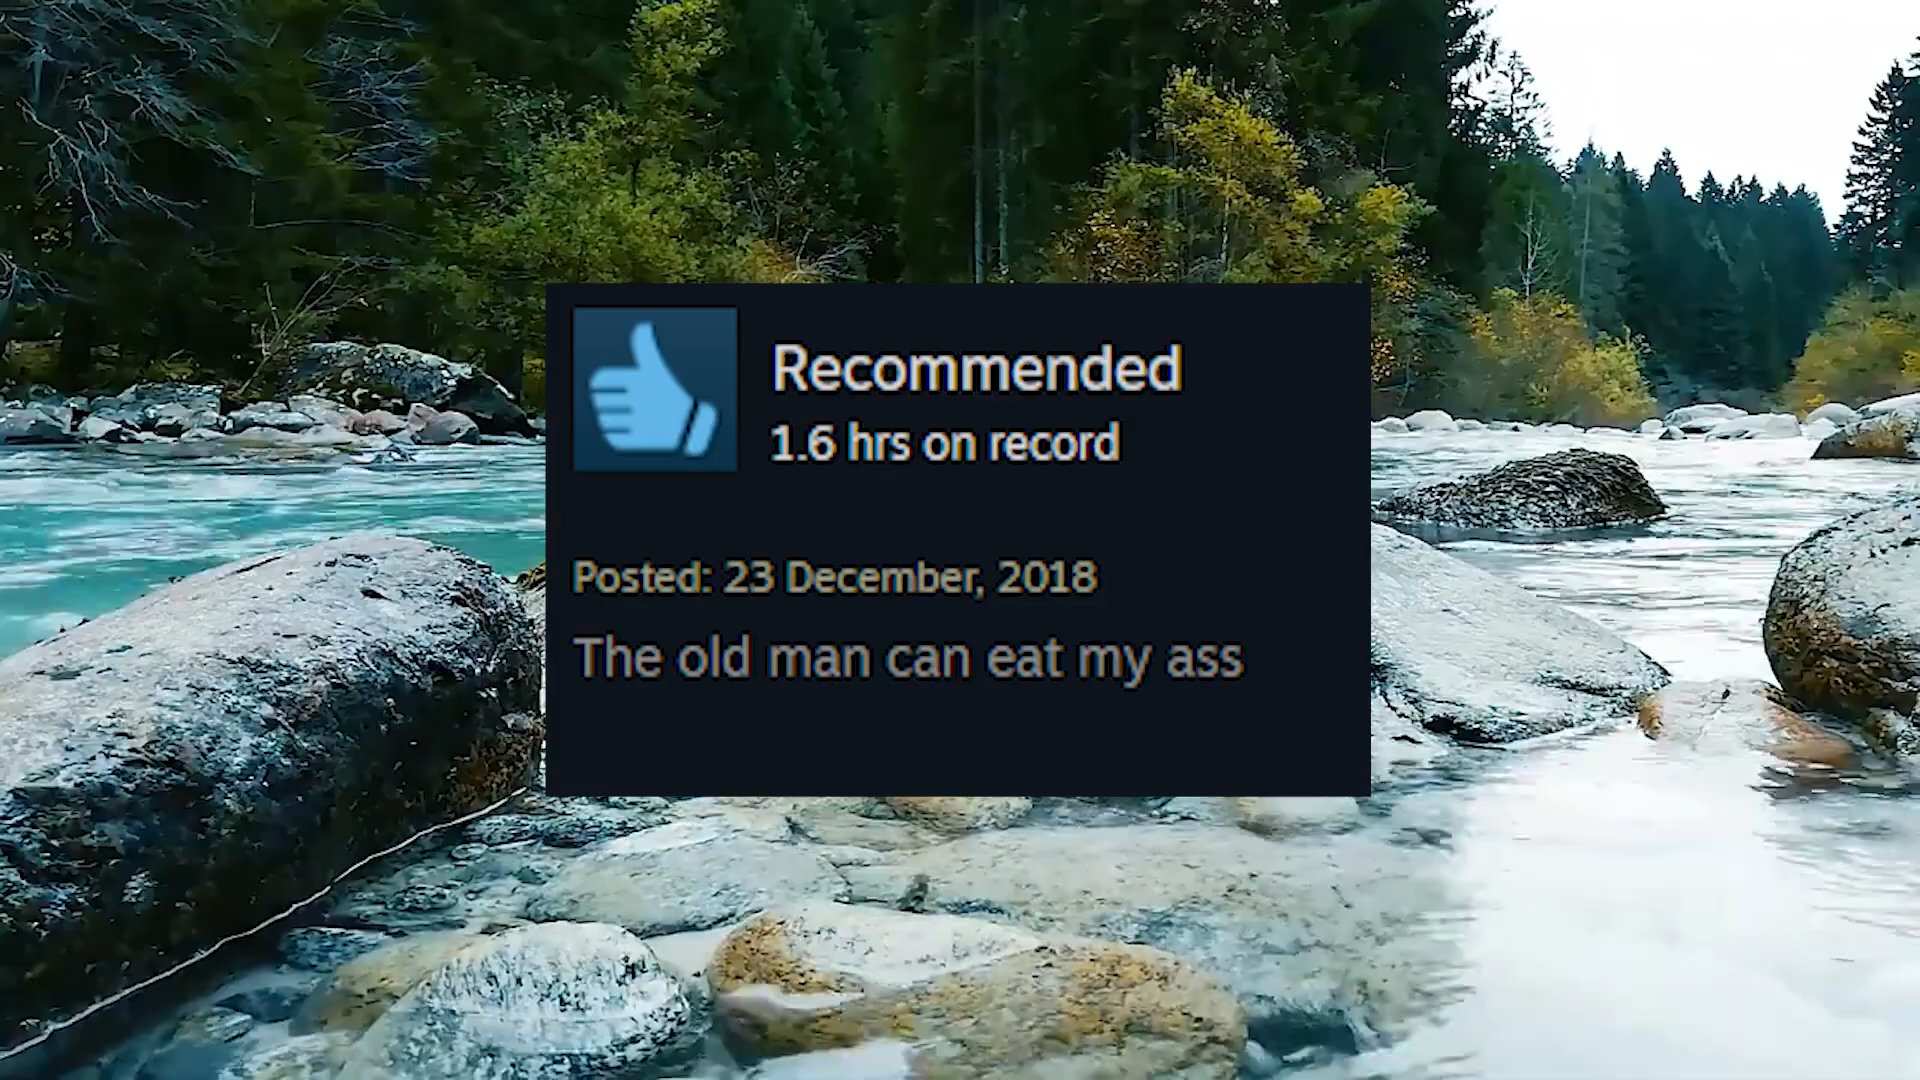 Recommended
1.6 hrs on record
Posted: 23 December, 2018
The old man can eat my ass